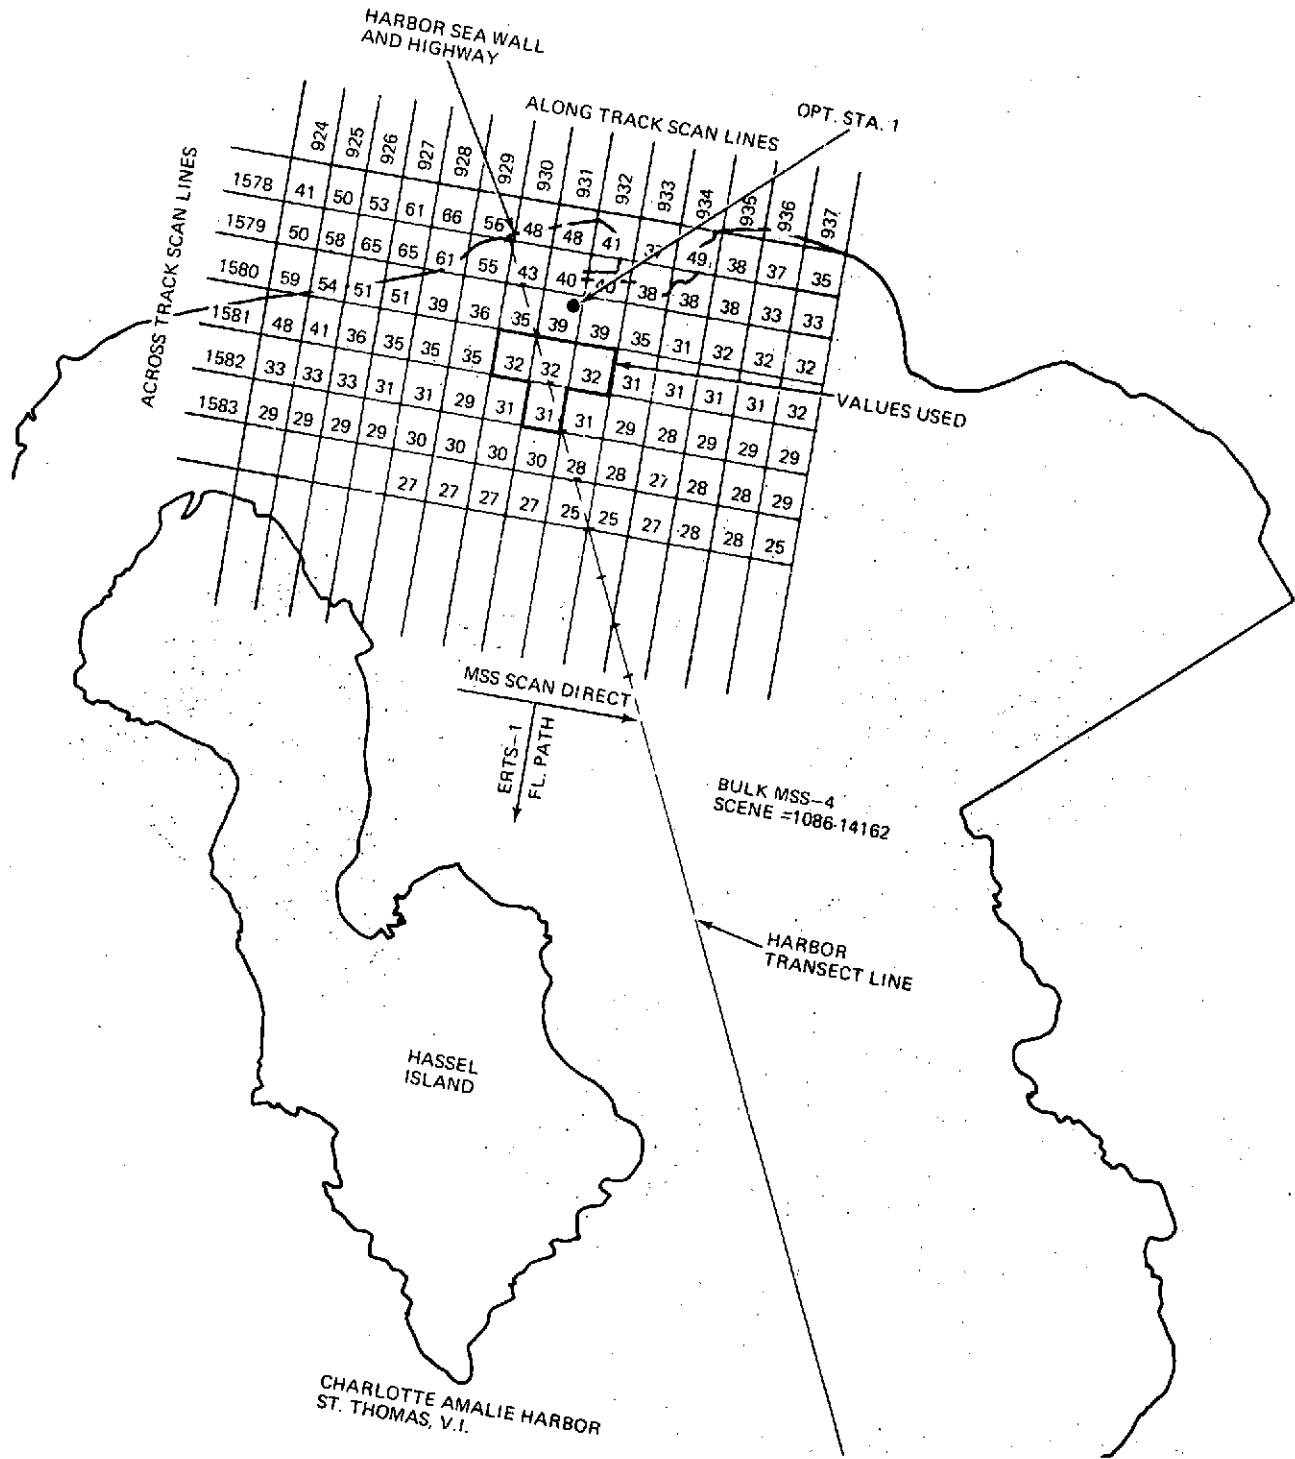 HARBOR SEA WALL
AND HIGHWAY
ALONG TRACK SCAN LINES
OPT. STA. 1
ACROSS TRACK SCAN LINES
924 925 926 927 928 929 930 931 932 933 934 935 936 937
1578 41 50 53 61 66 56 48 48 41 49 38 37 35
1579 50 58 65 65 61 55 43 40 40 38 38 38 33 33
1580 59 54 51 51 39 36 35 39 39 35 31 32 32 32
1581 48 41 36 35 35 35 32 32 32 31 31 31 31 32
1582 33 33 33 31 31 29 31 31 31 29 28 29 29 29
1583 29 29 29 29 30 30 30 30 28 28 27 28 28 29
27 27 27 27 25 25 27 28 28 25
VALUES USED
MSS SCAN DIRECT
ERTS-1
FL. PATH
BULK MSS-4
SCENE =1086-14162
HARBOR
TRANSECT LINE
HASSEL
ISLAND
CHARLOTTE AMALIE HARBOR
ST. THOMAS, V.I.